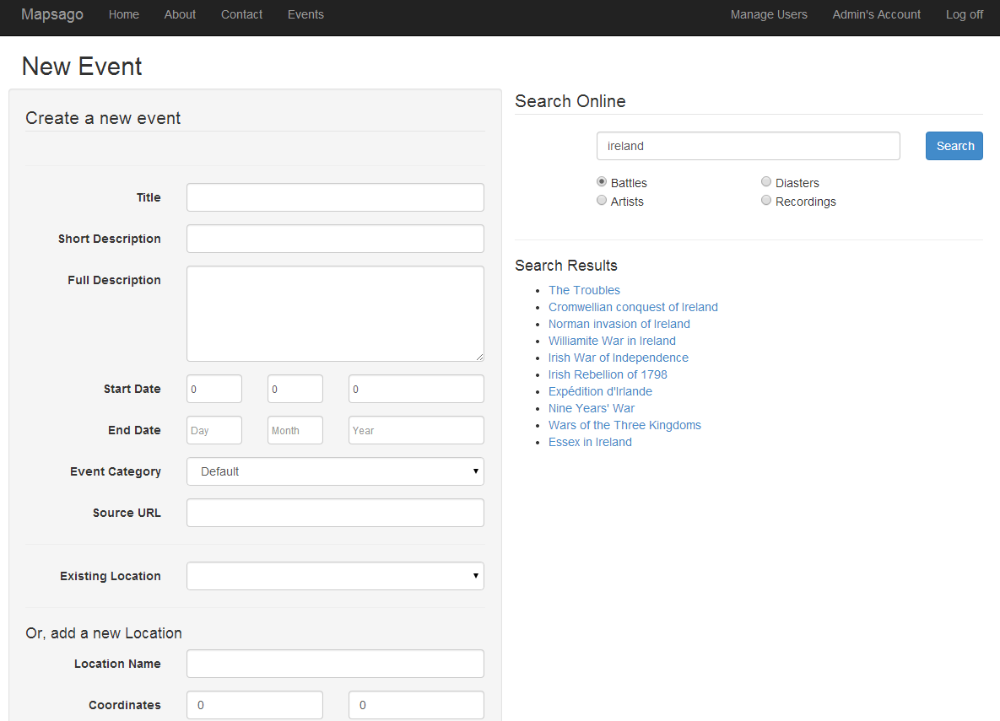 Mapsago Home About Contact Events Manage Users Admin's Account Log off
New Event
Create a new event
Title
Short Description
Full Description
Start Date 0 0 0
End Date Day Month Year
Event Category Default
Source URL
Existing Location
Or, add a new Location
Location Name
Coordinates 0 0
Search Online
ireland Search
Battles Diasters
Artists Recordings
Search Results
The Troubles
Cromwellian conquest of Ireland
Norman invasion of Ireland
Williamite War in Ireland
Irish War of Independence
Irish Rebellion of 1798
Expédition d'Irlande
Nine Years' War
Wars of the Three Kingdoms
Essex in Ireland